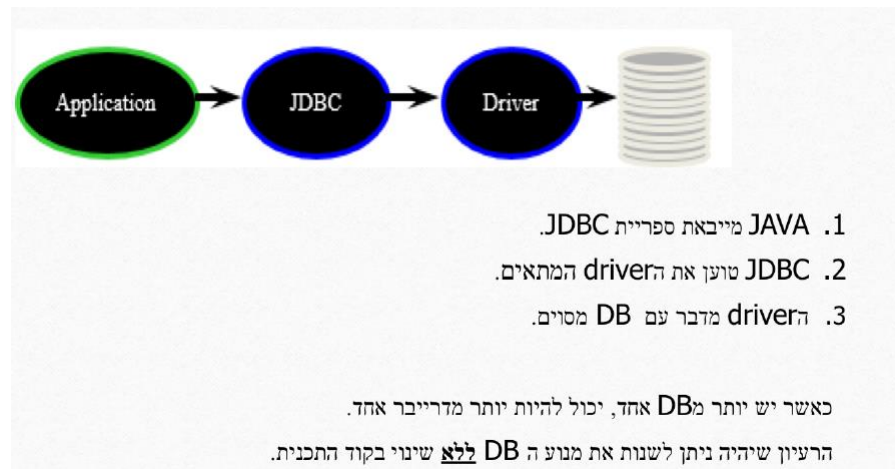 Application
JDBC
Driver
1. JAVA מייבאת ספריית JDBC.
2. JDBC טוען את הdriver המתאים.
3. הdriver מדבר עם DB מסוים.
כאשר יש יותר מDB אחד, יכול להיות יותר מדרייבר אחד.
הרעיון שיהיה ניתן לשנות את מנוע ה DB ללא שינוי בקוד התכנית.